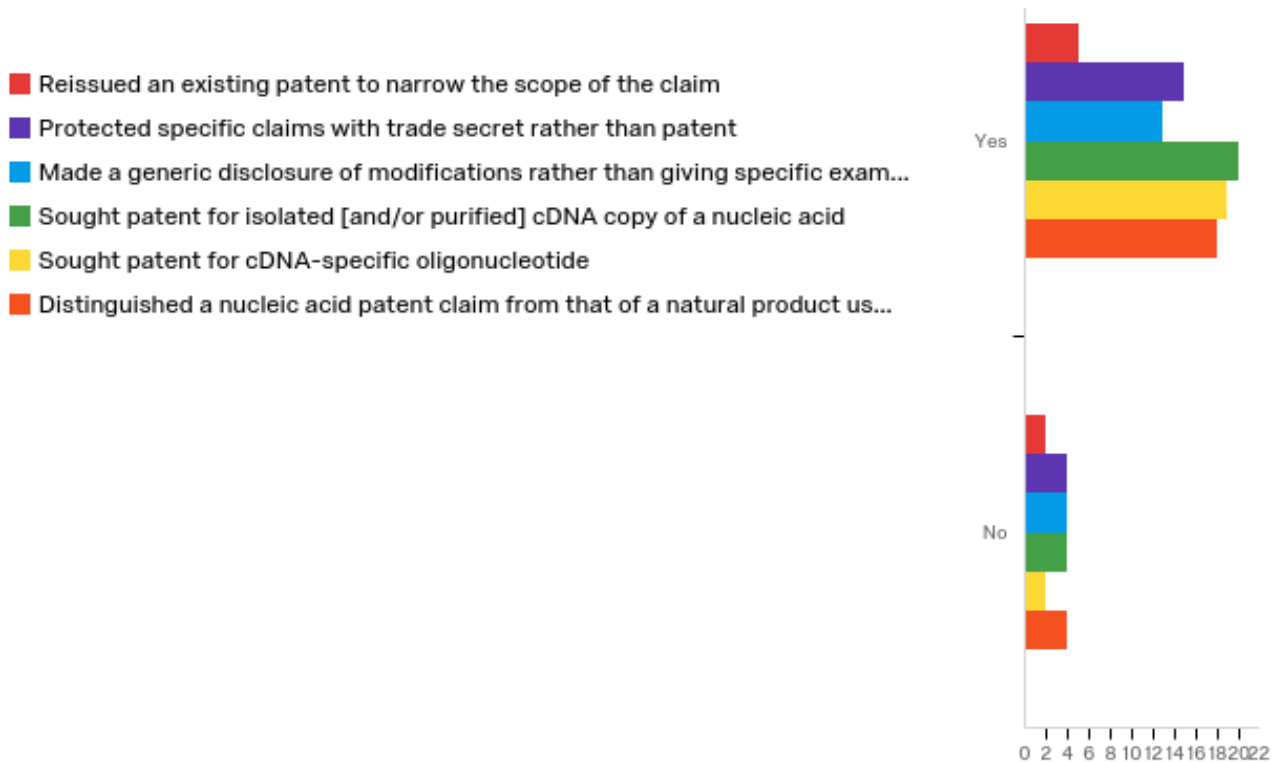 Reissued an existing patent to narrow the scope of the claim
Protected specific claims with trade secret rather than patent
Made a generic disclosure of modifications rather than giving specific exam...
Sought patent for isolated [and/or purified] cDNA copy of a nucleic acid
Sought patent for cDNA-specific oligonucleotide
Distinguished a nucleic acid patent claim from that of a natural product us...
Yes
No
0 2 4 6 8 10 12 14 16 18 20 22